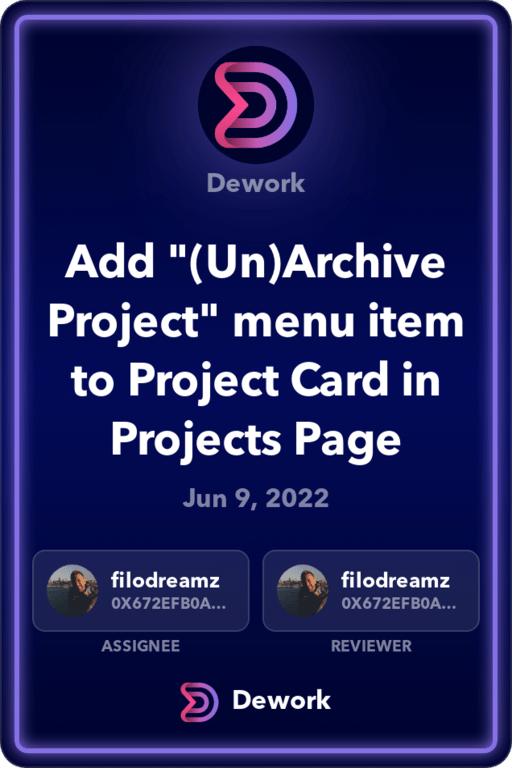 Dework
Add "(Un)Archive
Project" menu item
to Project Card in
Projects Page
Jun 9, 2022
filodreamz
0X672EFB0A...
filodreamz
0X672EFB0A...
ASSIGNEE
REVIEWER
Dework